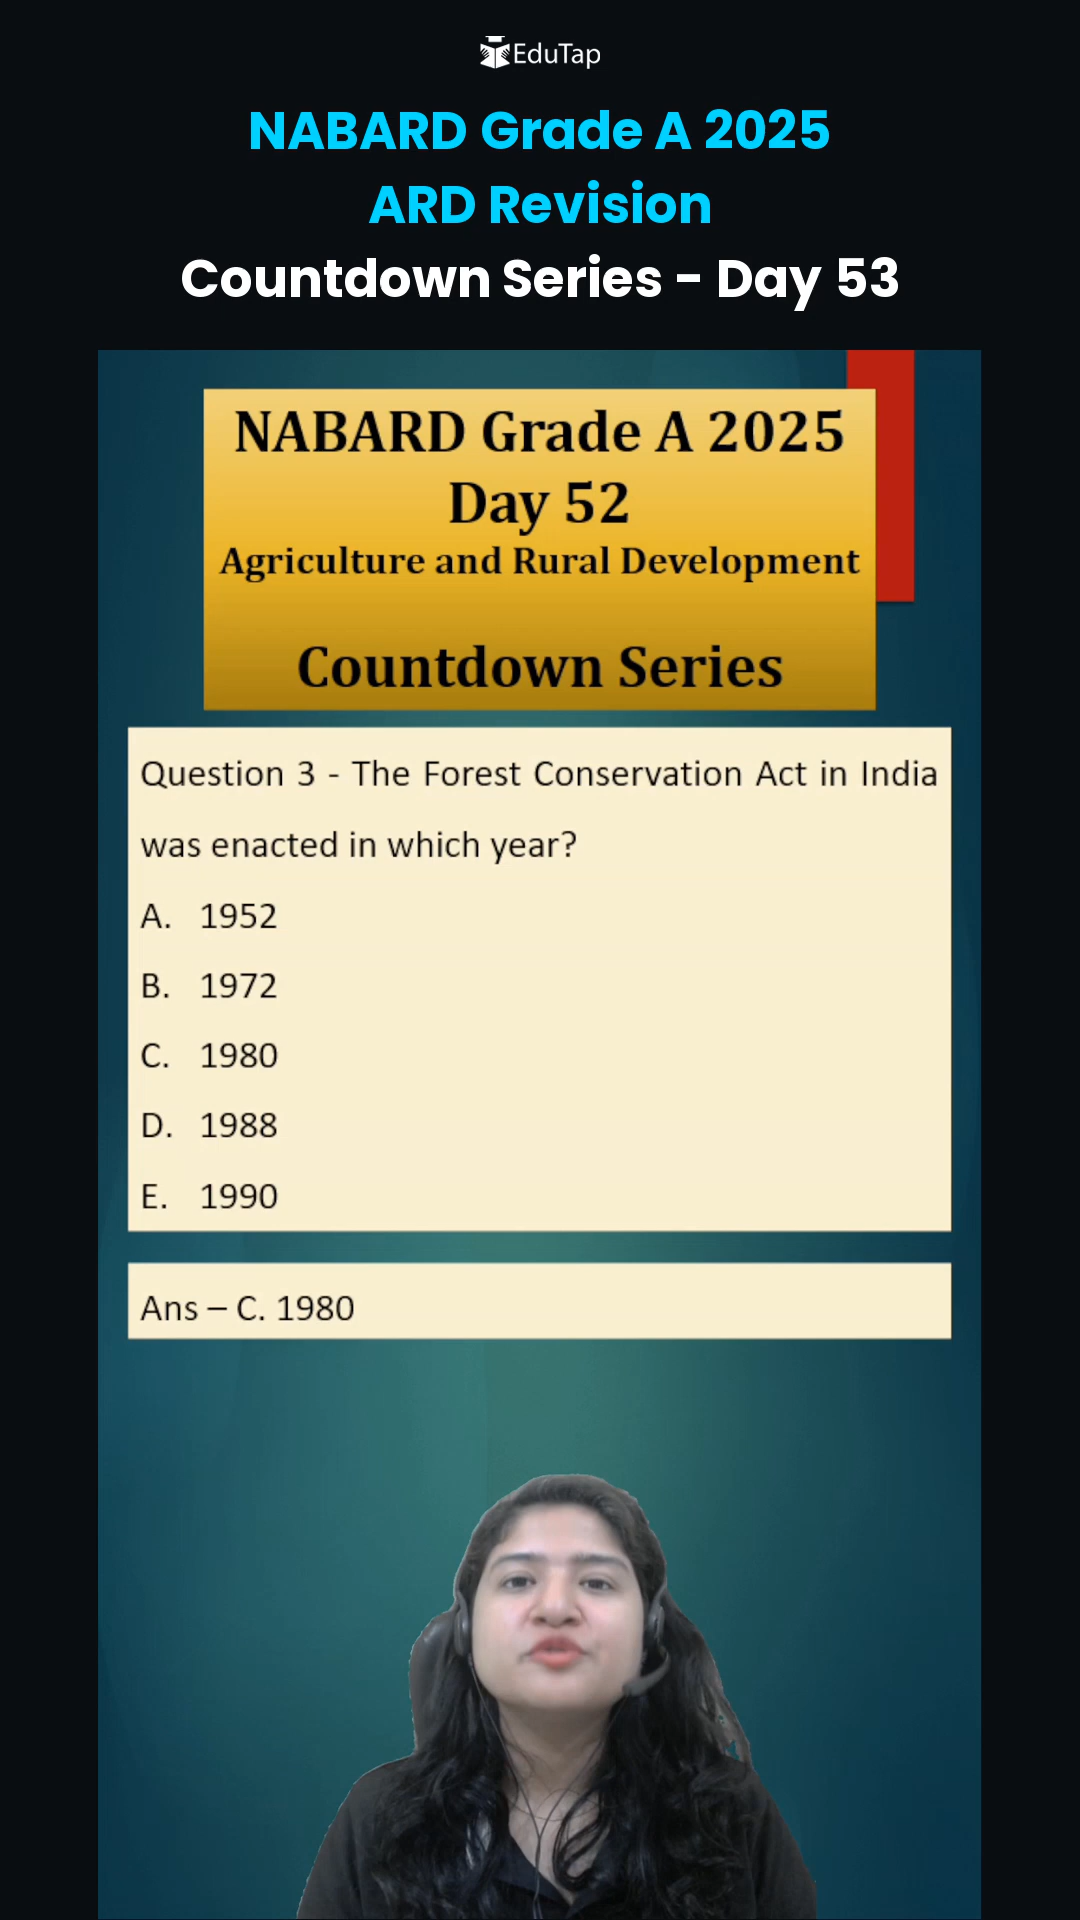 EduTap
NABARD Grade A 2025
ARD Revision
Countdown Series - Day 53
NABARD Grade A 2025
Day 52
Agriculture and Rural Development
Countdown Series
Question 3 - The Forest Conservation Act in India
was enacted in which year?
A. 1952
B. 1972
C. 1980
D. 1988
E. 1990
Ans – C. 1980